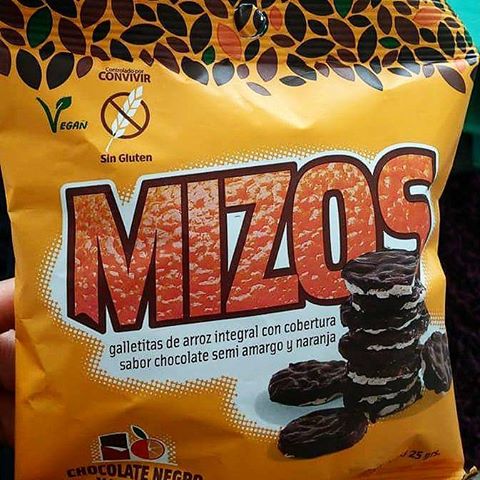 Controlado por
CONVIVIR
VEGAN
Sin Gluten
MIZOS
galletitas de arroz integral con cobertura
sabor chocolate semi amargo y naranja
25 grs.
CHOCOLATE NEGRO